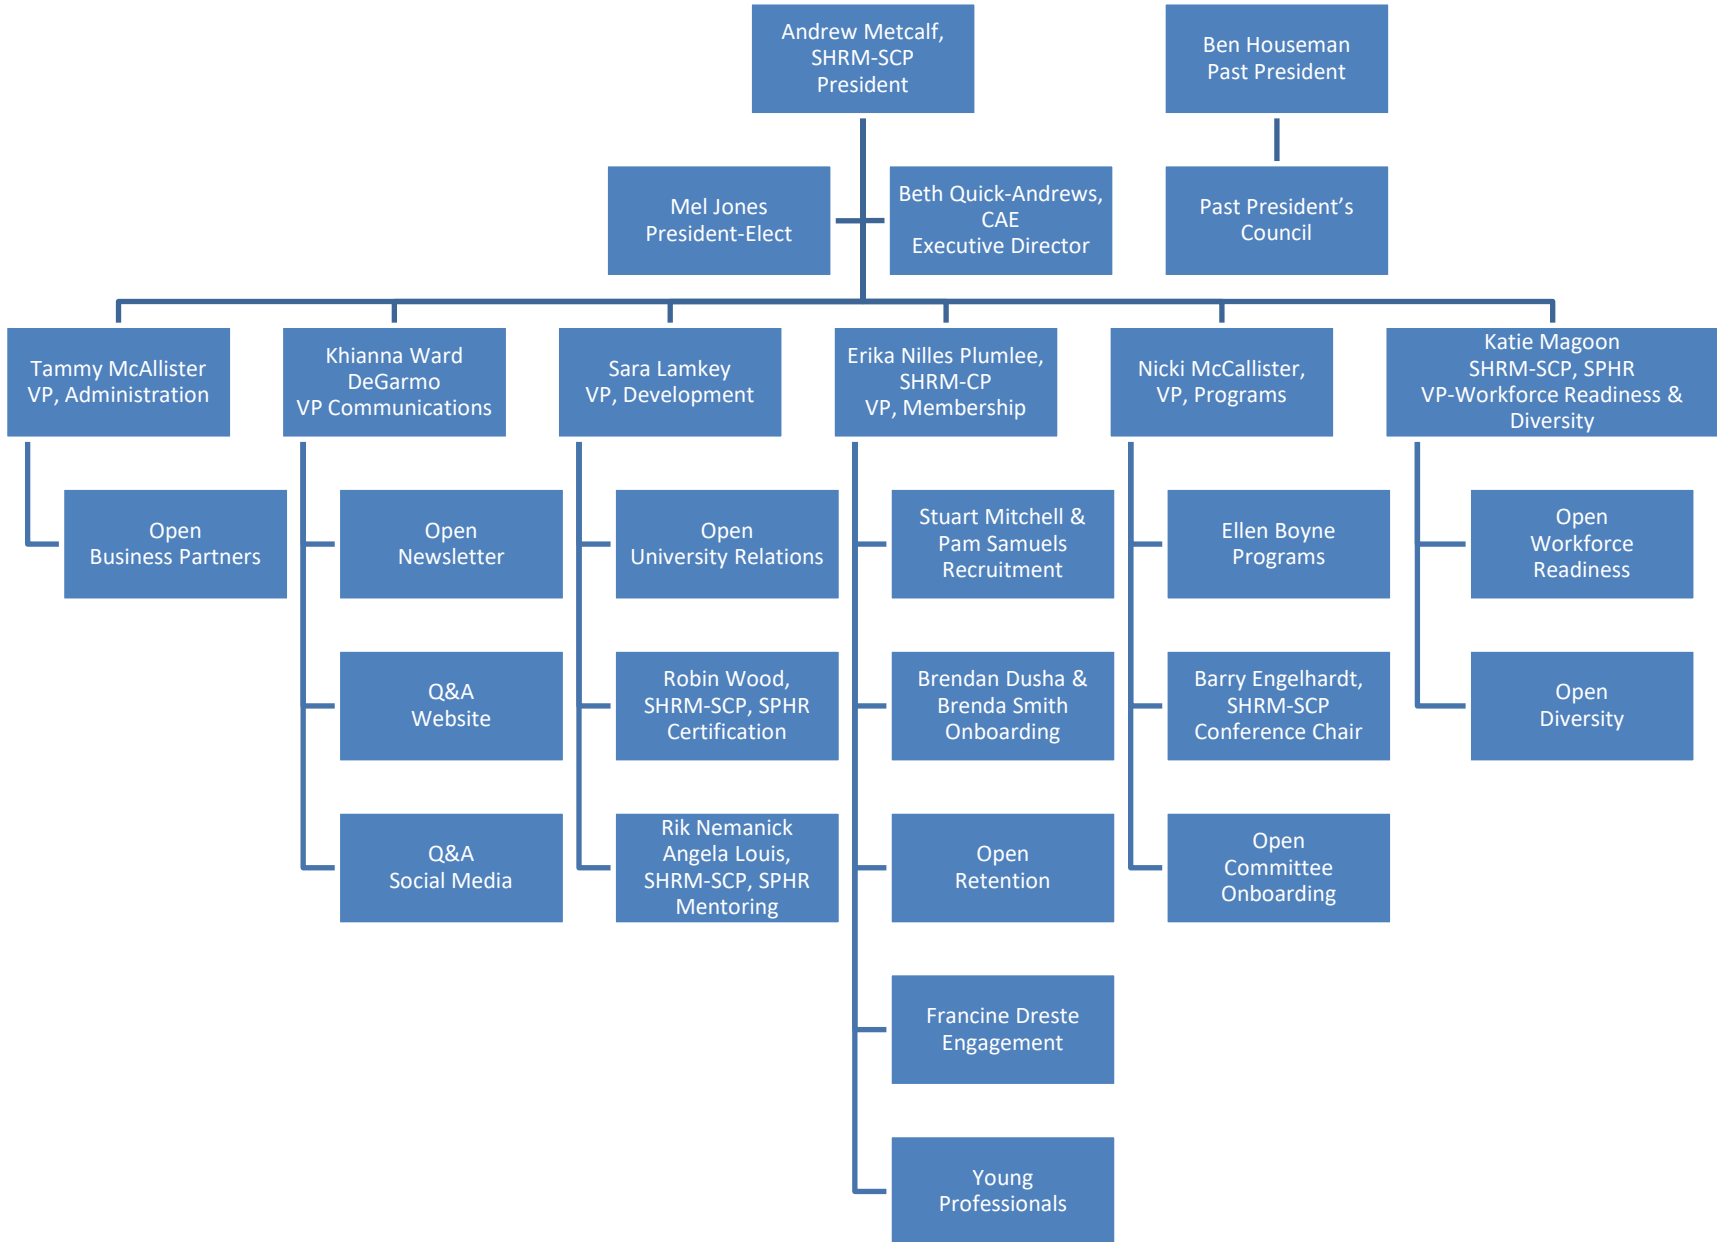 Andrew Metcalf,
SHRM-SCP
President
Ben Houseman
Past President
Mel Jones
President-Elect
Beth Quick-Andrews,
CAE
Executive Director
Past President’s
Council
Tammy McAllister
VP, Administration
Khianna Ward
DeGarmo
VP Communications
Sara Lamkey
VP, Development
Erika Nilles Plumlee,
SHRM-CP
VP, Membership
Nicki McCallister,
VP, Programs
Katie Magoon
SHRM-SCP, SPHR
VP-Workforce Readiness &
Diversity
Open
Business Partners
Open
Newsletter
Open
University Relations
Stuart Mitchell &
Pam Samuels
Recruitment
Ellen Boyne
Programs
Open
Workforce
Readiness
Q&A
Website
Robin Wood,
SHRM-SCP, SPHR
Certification
Brendan Dusha &
Brenda Smith
Onboarding
Barry Engelhardt,
SHRM-SCP
Conference Chair
Open
Diversity
Q&A
Social Media
Rik Nemanick
Angela Louis,
SHRM-SCP, SPHR
Mentoring
Open
Retention
Open
Committee
Onboarding
Francine Dreste
Engagement
Young
Professionals